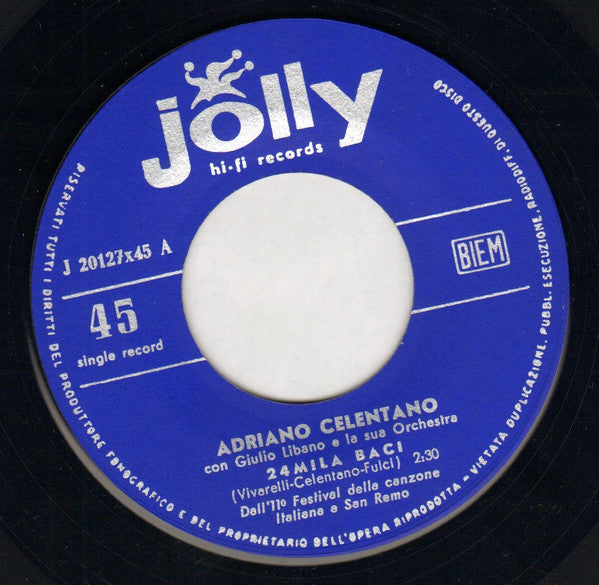 jolly
hi-fi records
J 20127x45 A
BIEM
45
single record
ADRIANO CELENTANO
con Giulio Libano e la sua Orchestra
24MILA BACI
(Vivarelli-Celentano-Fulci) 2:30
Dall'11º Festival della canzone
Italiana a San Remo
RISERVATI TUTTI I DIRITTI DEL PRODUTTORE FONOGRAFICO E DEL PROPRIETARIO DELL'OPERA RIPRODOTTA - VIETATA DUPLICAZIONE, PUBBL. ESECUZIONE, RADIODIFF. DI QUESTO DISCO